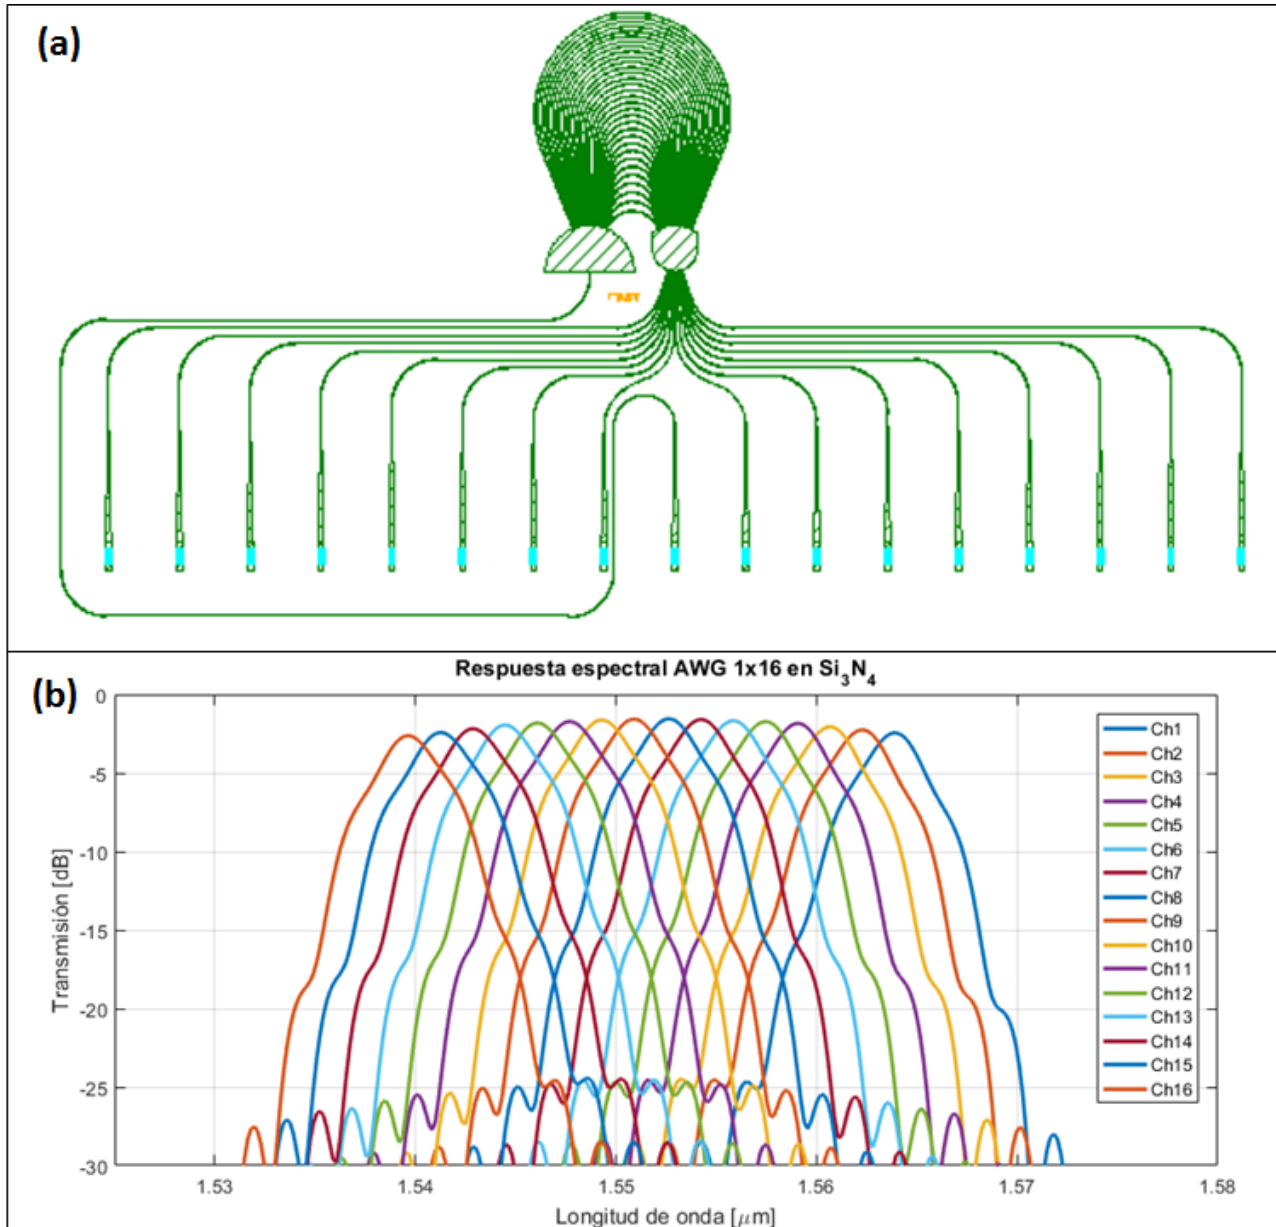 (a)
(b)
Respuesta espectral AWG 1x16 en Si₃N₄
Transmisión [dB]
0
-5
-10
-15
-20
-25
-30
Ch1
Ch2
Ch3
Ch4
Ch5
Ch6
Ch7
Ch8
Ch9
Ch10
Ch11
Ch12
Ch13
Ch14
Ch15
Ch16
1.53
1.54
1.55
1.56
1.57
1.58
Longitud de onda [μm]